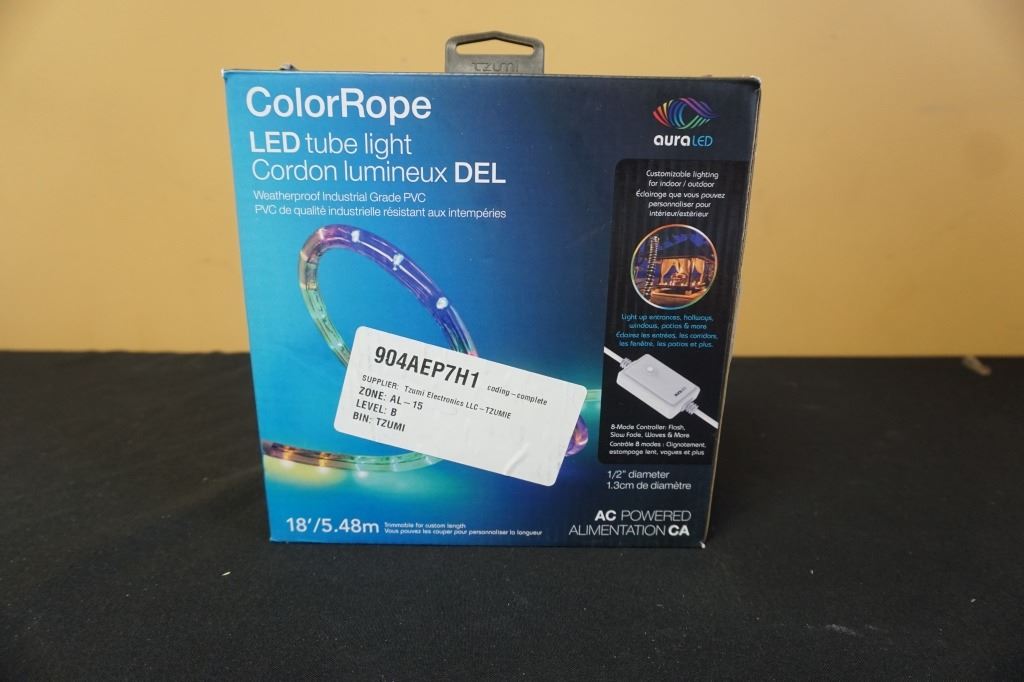 TZUMI
ColorRope
LED tube light
Cordon lumineux DEL
Weatherproof Industrial Grade PVC
PVC de qualité industrielle résistant aux intempéries
aura LED
Customizable lighting
for indoor / outdoor
Éclairage que vous pouvez
personnaliser pour
intérieur/extérieur
Light up entrances, hallways,
windows, patios & more
Éclairez les entrées, les corridors,
les fenêtre, les patios et plus.
8-Mode Controller: Flash,
Slow Fade, Waves & More
Contrôle 8 modes : Clignotement,
estompage lent, vagues et plus
904AEP7H1 coding-complete
SUPPLIER: Tzumi Electronics LLC-TZUMIE
ZONE: AL-15
LEVEL: B
BIN: TZUMI
1/2" diameter
1.3cm de diamètre
18'/5.48m Trimmable for custom length
Vous pouvez les couper pour personnaliser la longueur
AC POWERED
ALIMENTATION CA